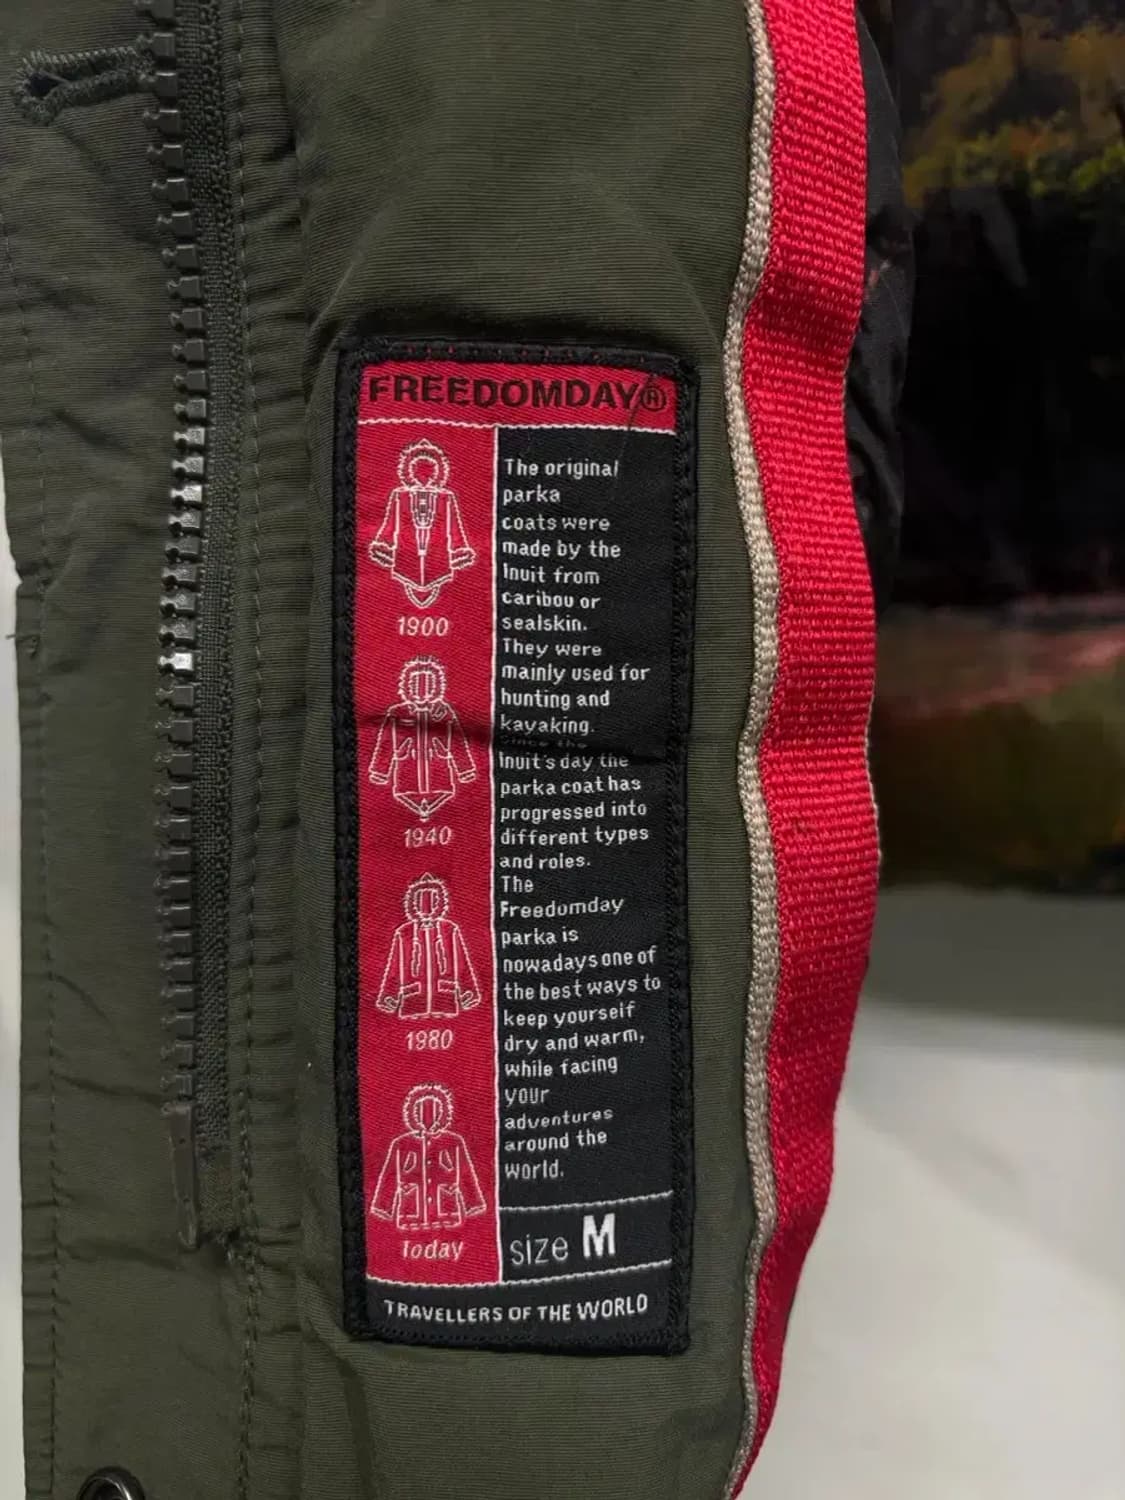 FREEDOMDAY®
1900
1940
1980
Today
The original
parka
coats were
made by the
Inuit from
caribou or
sealskin.
They were
mainly used for
hunting and
kayaking.
Since the
Inuit's day the
parka coat has
progressed into
different types
and roles.
The
Freedomday
parka is
nowadays one of
the best ways to
keep yourself
dry and warm,
while facing
your
adventures
around the
world.
size M
TRAVELLERS OF THE WORLD